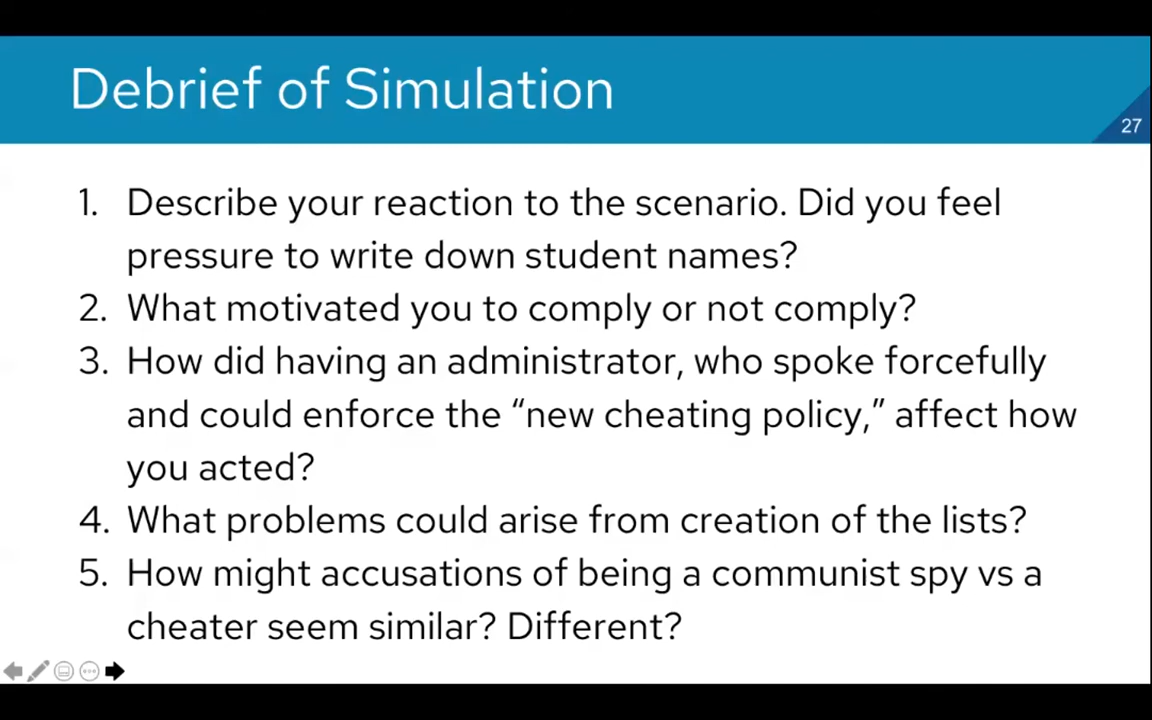 Debrief of Simulation
27
1. Describe your reaction to the scenario. Did you feel
pressure to write down student names?
2. What motivated you to comply or not comply?
3. How did having an administrator, who spoke forcefully
and could enforce the “new cheating policy,” affect how
you acted?
4. What problems could arise from creation of the lists?
5. How might accusations of being a communist spy vs a
cheater seem similar? Different?